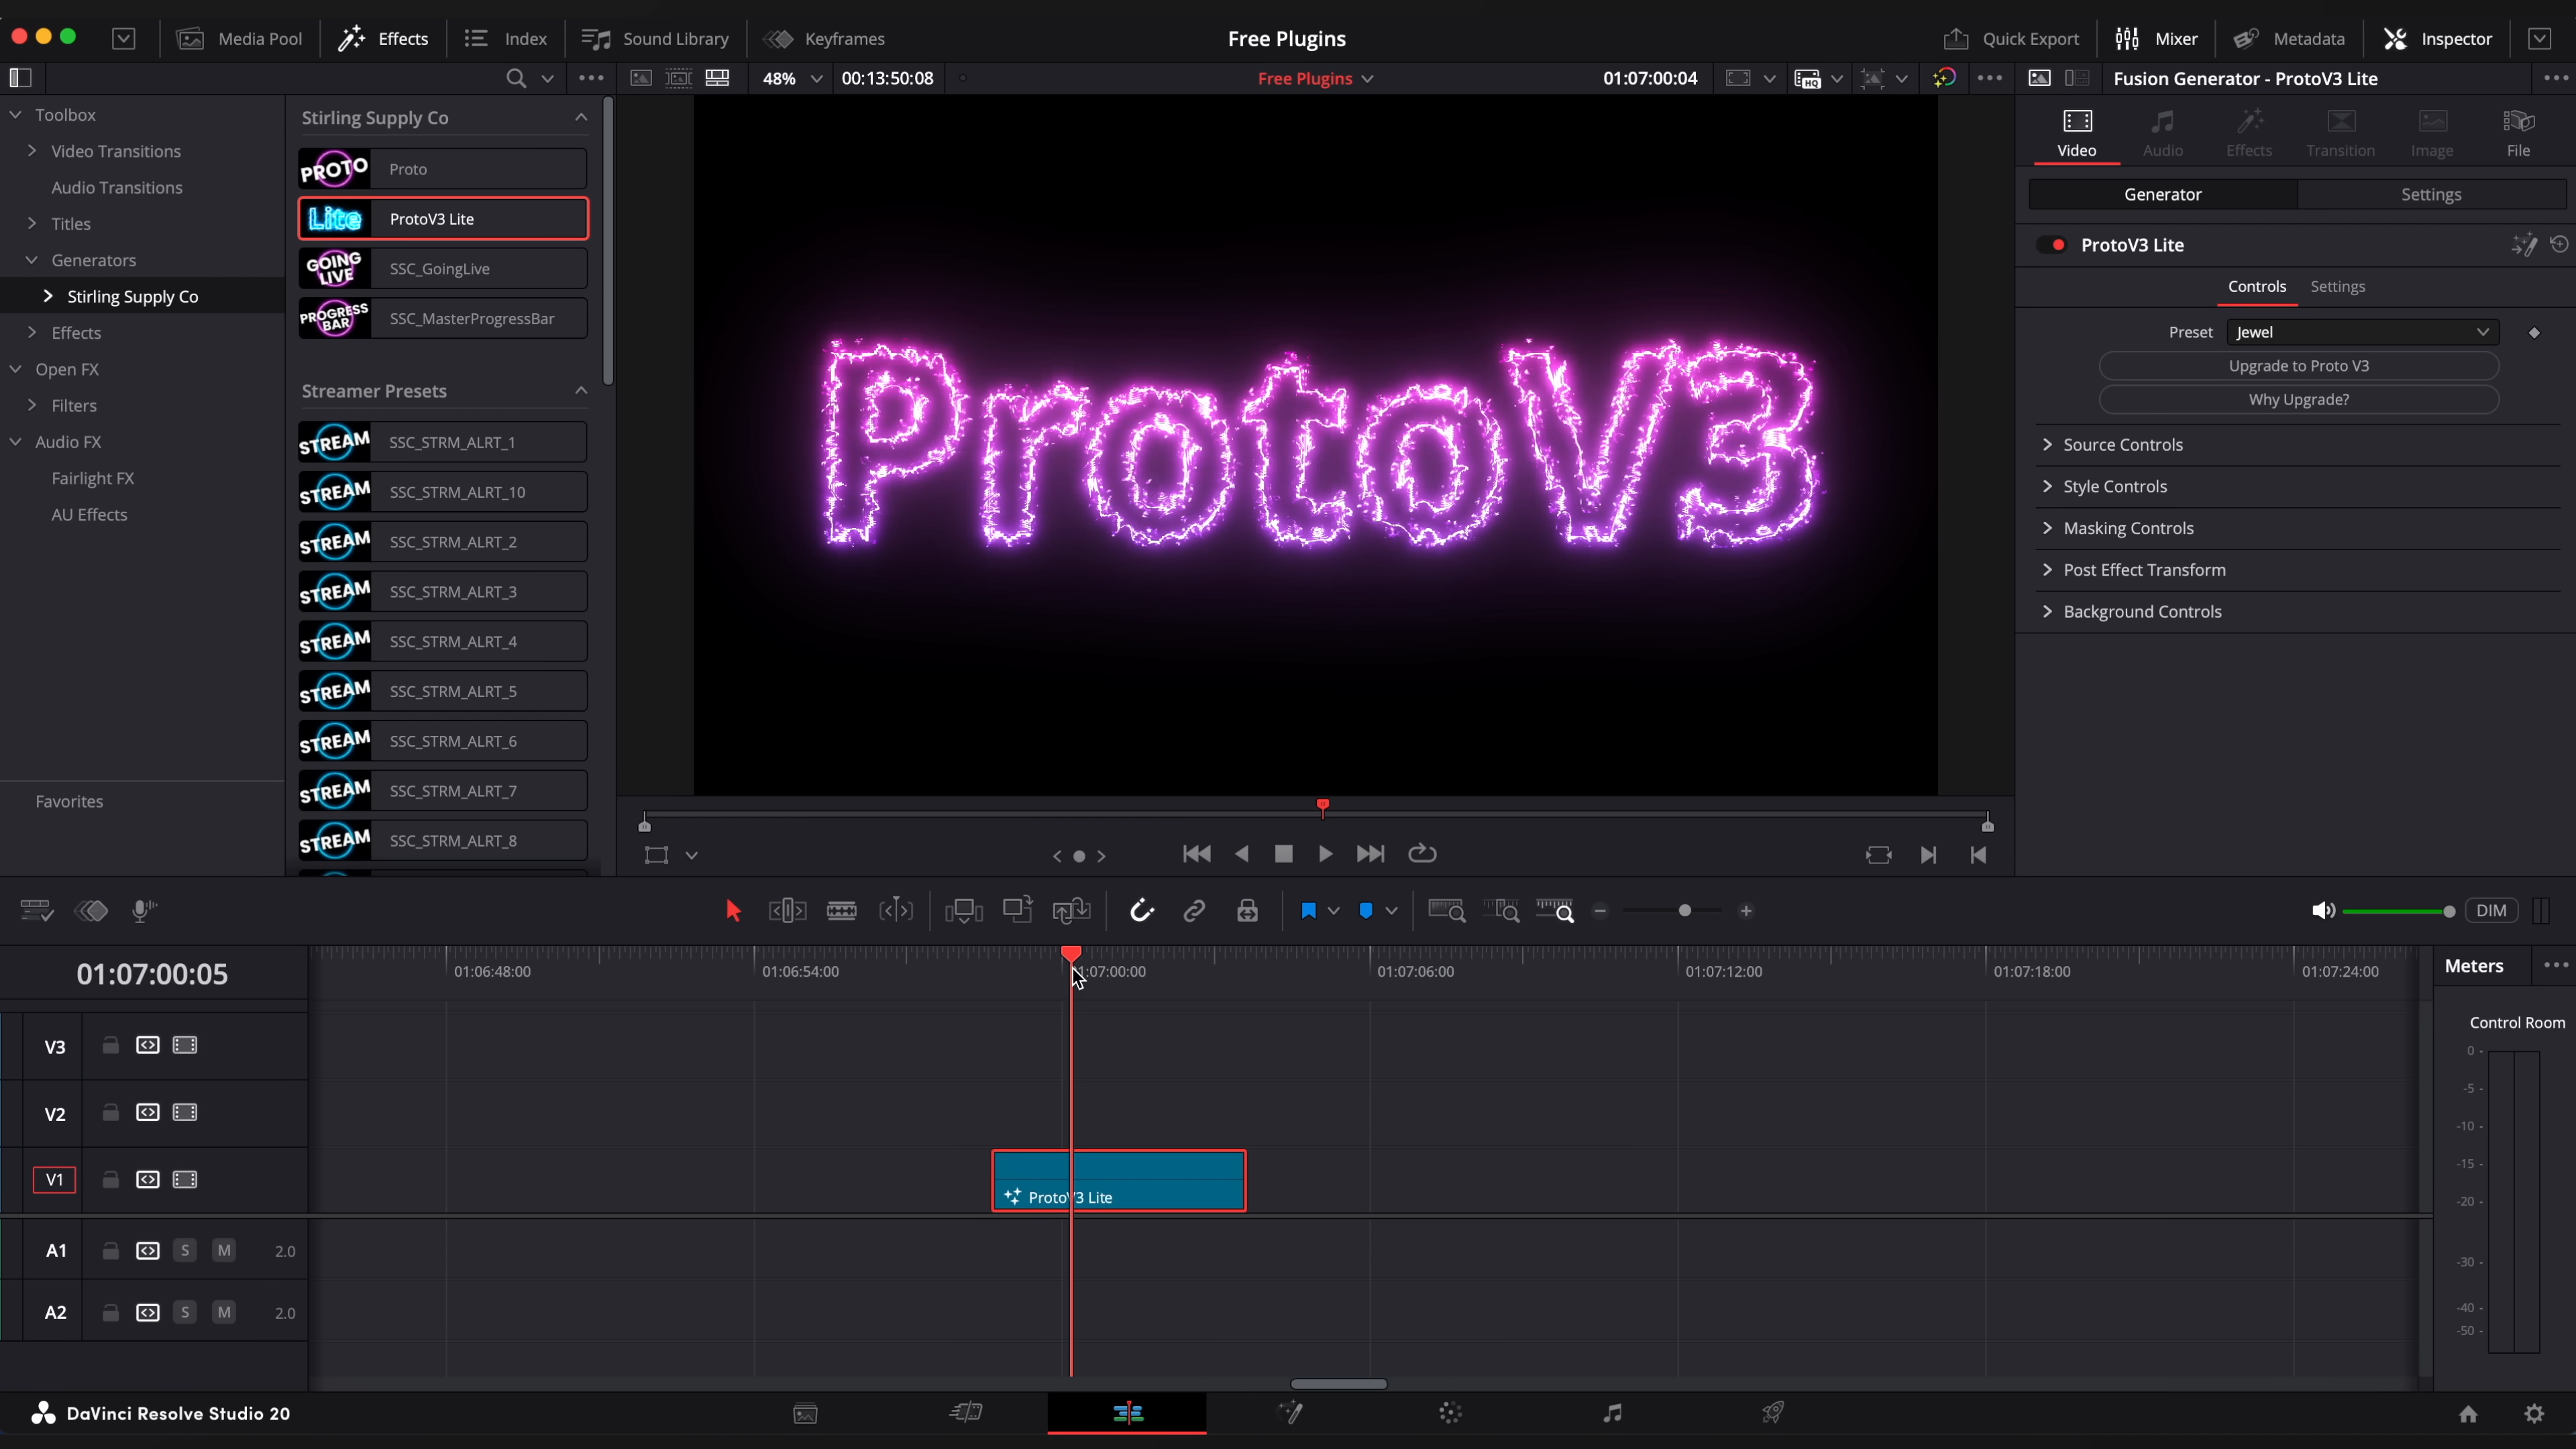 Media Pool
Effects
Index
Sound Library
Keyframes
Free Plugins
Quick Export
Mixer
Metadata
Inspector
48%
00:13:50:08
Free Plugins
01:07:00:04
HQ
Fusion Generator - ProtoV3 Lite
Toolbox
Video Transitions
Audio Transitions
Titles
Generators
Stirling Supply Co
Effects
Open FX
Filters
Audio FX
Fairlight FX
AU Effects
Favorites
Stirling Supply Co
PROTO Proto
Lite ProtoV3 Lite
GOING
LIVE
SSC_GoingLive
PROGRESS
BAR
SSC_MasterProgressBar
Streamer Presets
STREAM SSC_STRM_ALRT_1
STREAM SSC_STRM_ALRT_10
STREAM SSC_STRM_ALRT_2
STREAM SSC_STRM_ALRT_3
STREAM SSC_STRM_ALRT_4
STREAM SSC_STRM_ALRT_5
STREAM SSC_STRM_ALRT_6
STREAM SSC_STRM_ALRT_7
STREAM SSC_STRM_ALRT_8
ProtoV3
Video
Audio
Effects
Transition
Image
File
Generator
Settings
ProtoV3 Lite
Controls
Settings
Preset
Jewel
Upgrade to Proto V3
Why Upgrade?
Source Controls
Style Controls
Masking Controls
Post Effect Transform
Background Controls
DIM
01:07:00:05
01:06:48:00
01:06:54:00
01:07:00:00
01:07:06:00
01:07:12:00
01:07:18:00
01:07:24:00
V3
V2
V1
ProtoV3 Lite
A1 S M 2.0
A2 S M 2.0
Meters
Control Room
0 -
-5 -
-10 -
-15 -
-20 -
-30 -
-40 -
-50 -
DaVinci Resolve Studio 20